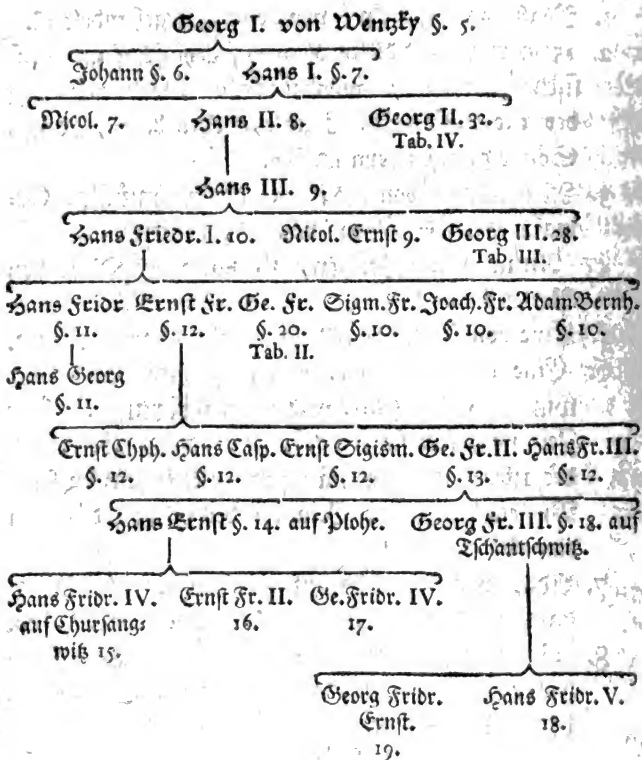 Georg I. von Wentzky §. 5.
Johann §. 6. Hans I. §. 7.
Nicol. 7. Hans II. 8. Georg II. 32.
Tab. IV.
Hans III. 9.
Hans Friedr. I. 10. Nicol. Ernst 9. Georg III. 28.
Tab. III.
Hans Fridr Ernst Fr. Ge. Fr. Sigm. Fr. Joach. Fr. Adam Bernh.
§. 11. §. 12. §. 20. §. 10. §. 10. §. 10.
Tab. II.
Hans Georg
§. 11.
Ernst Chph. Hans Casp. Ernst Sigism. Ge. Fr. II. Hans Fr. III.
§. 12. §. 12. §. 12. §. 13. §. 12.
Hans Ernst §. 14. auf Plohe. Georg Fr. III. §. 18. auf
Tschantschwitz.
Hans Fridr. IV. Ernst Fr. II. Ge. Fridr. IV.
auf Chursang- 16. 17.
witz 15.
Georg Fridr. Hans Fridr. V.
Ernst. 18.
19.